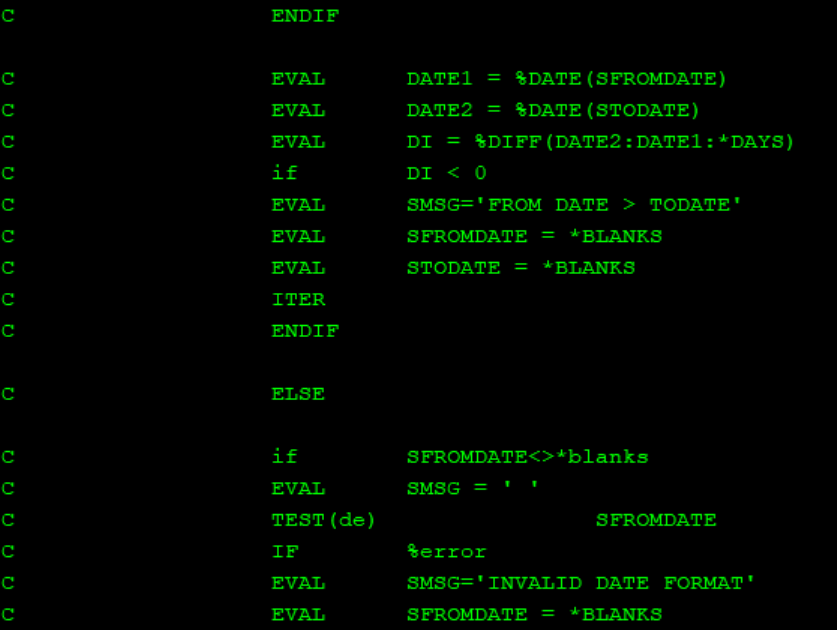 C ENDIF
C EVAL DATE1 = %DATE(SFROMDATE)
C EVAL DATE2 = %DATE(STODATE)
C EVAL DI = %DIFF(DATE2:DATE1:*DAYS)
C if DI < 0
C EVAL SMSG='FROM DATE > TODATE'
C EVAL SFROMDATE = *BLANKS
C EVAL STODATE = *BLANKS
C ITER
C ENDIF
C ELSE
C if SFROMDATE<>*blanks
C EVAL SMSG = ' '
C TEST(de) SFROMDATE
C IF %error
C EVAL SMSG='INVALID DATE FORMAT'
C EVAL SFROMDATE = *BLANKS